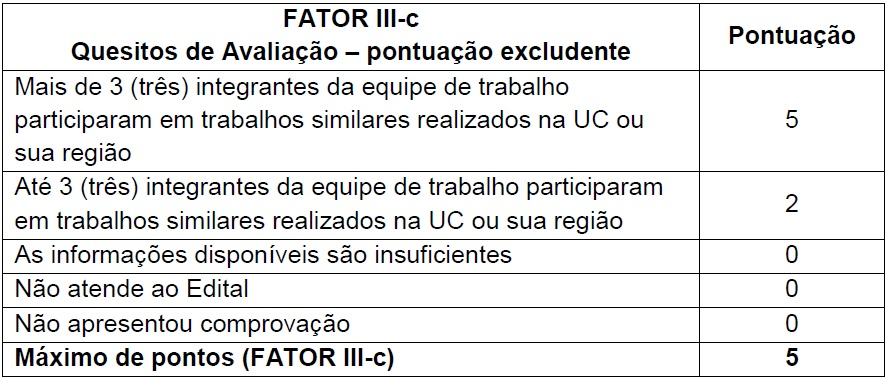 FATOR III-c
Quesitos de Avaliação – pontuação excludente
Pontuação
Mais de 3 (três) integrantes da equipe de trabalho
participaram em trabalhos similares realizados na UC ou
sua região
5
Até 3 (três) integrantes da equipe de trabalho participaram
em trabalhos similares realizados na UC ou sua região
2
As informações disponíveis são insuficientes
0
Não atende ao Edital
0
Não apresentou comprovação
0
Máximo de pontos (FATOR III-c)
5